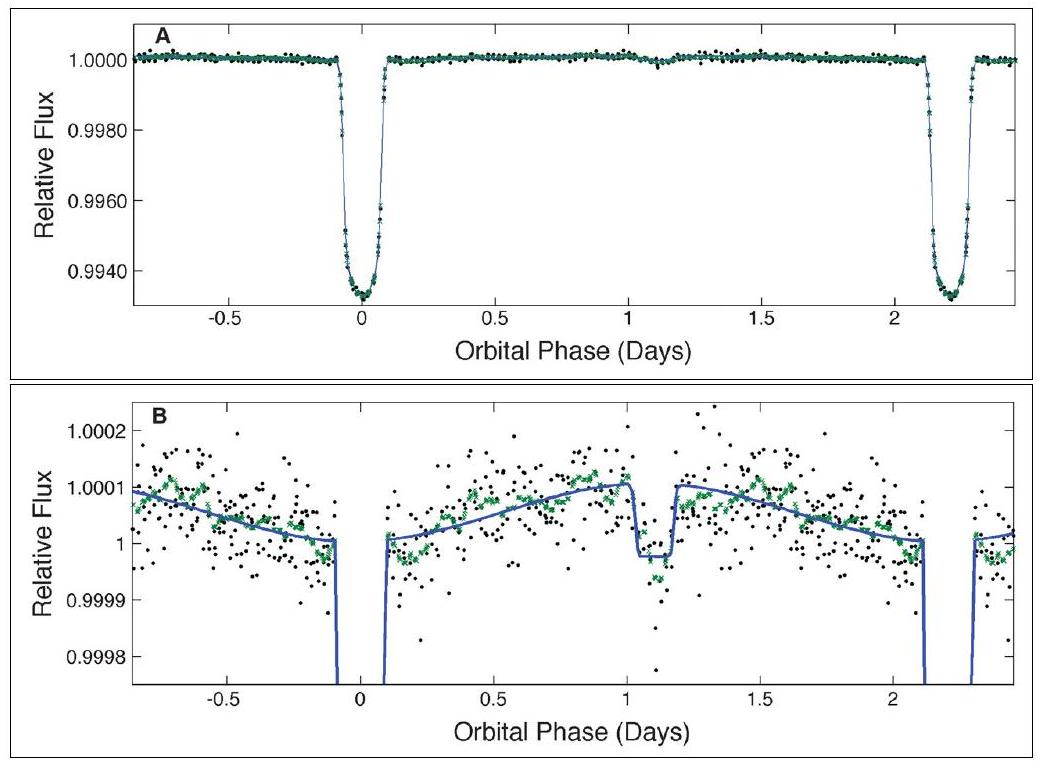 A
1.0000
0.9980
0.9960
0.9940
Relative Flux
-0.5 0 0.5 1 1.5 2
Orbital Phase (Days)
B
1.0002
1.0001
1
0.9999
0.9998
Relative Flux
-0.5 0 0.5 1 1.5 2
Orbital Phase (Days)